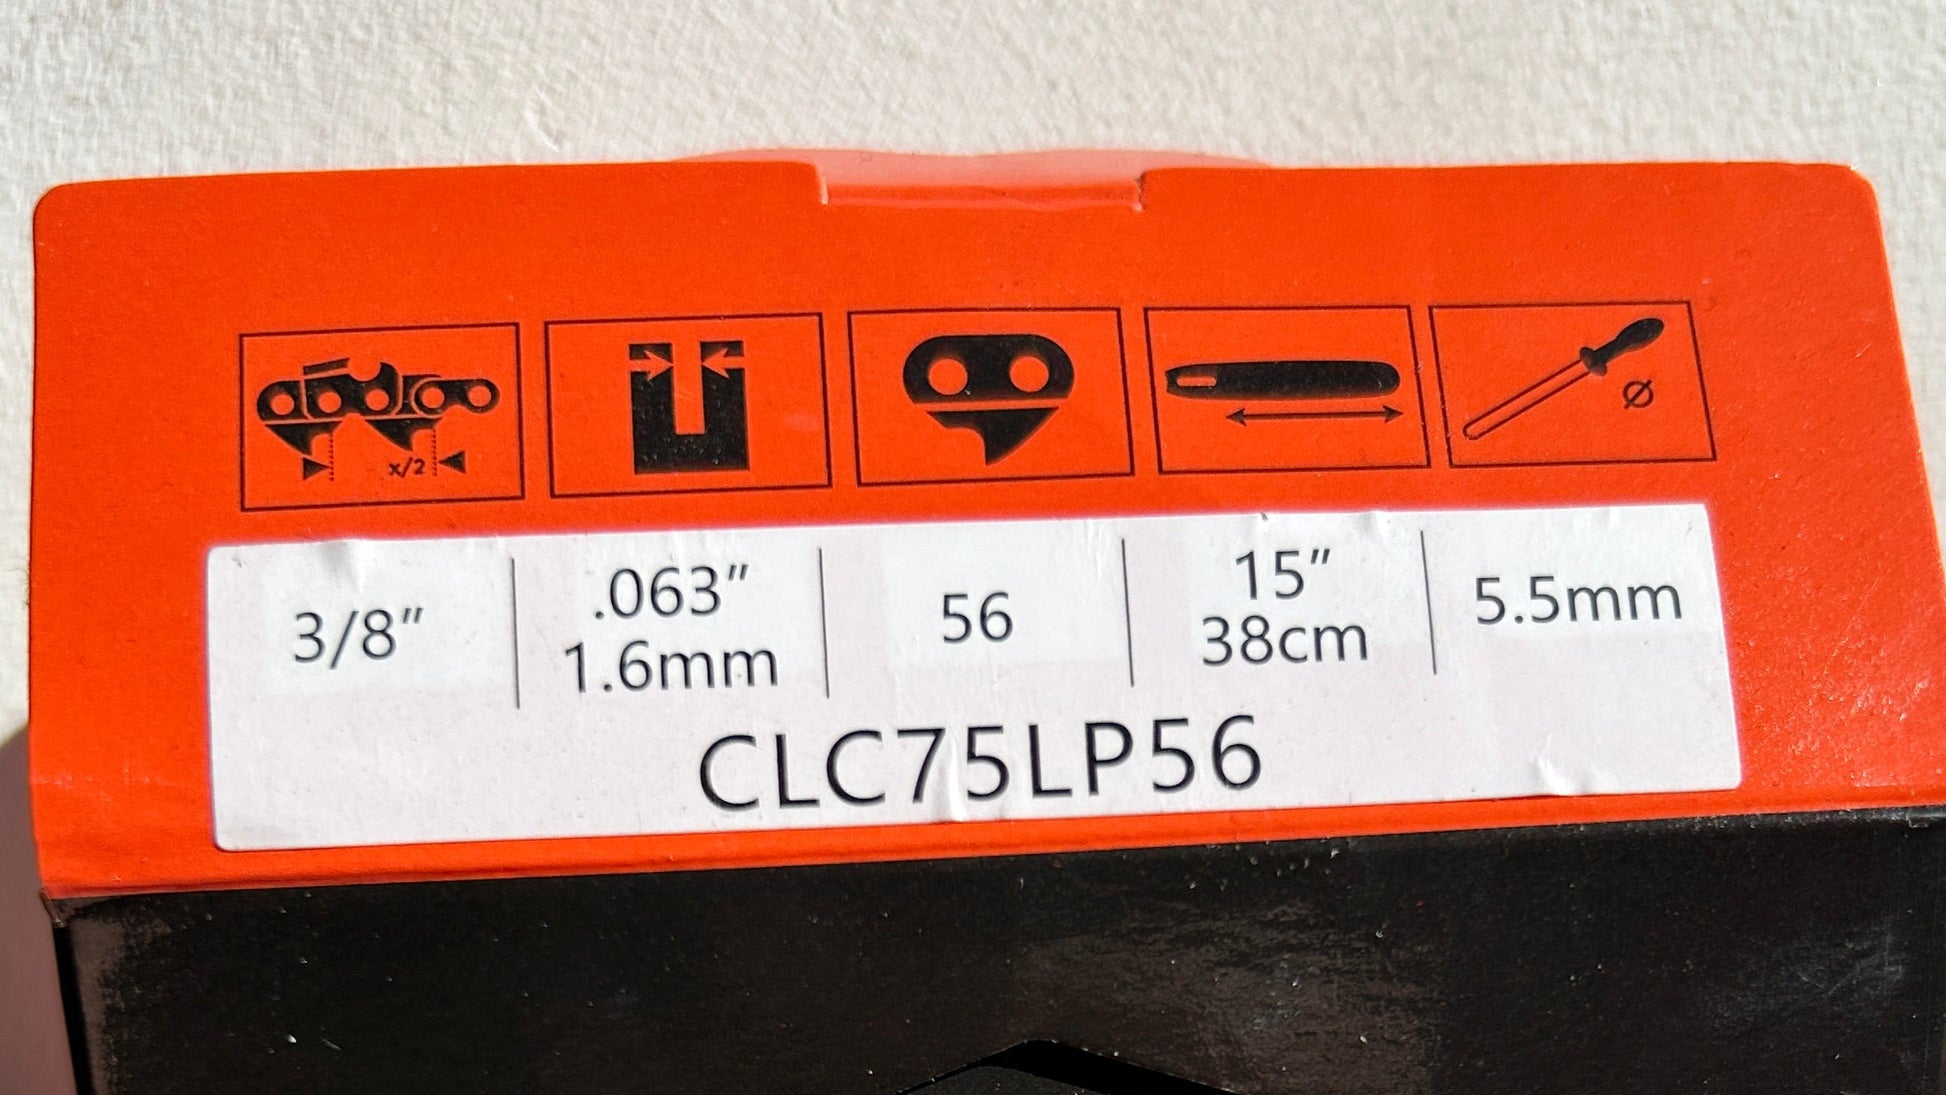 x/2
Ø
3/8”
.063”
1.6mm
56
15”
38cm
5.5mm
CLC75LP56